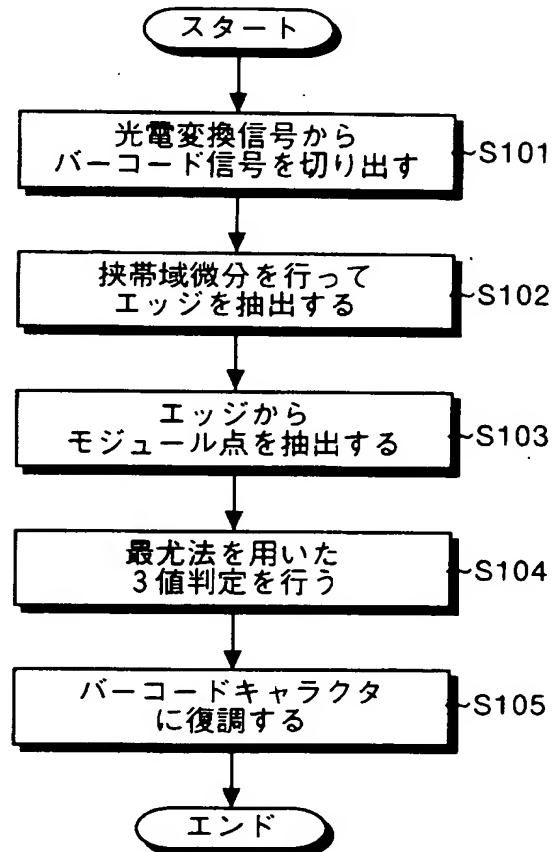 スタート
光電変換信号から
バーコード信号を切り出す
S101
挟帯域微分を行って
エッジを抽出する
S102
エッジから
モジュール点を抽出する
S103
最尤法を用いた
3値判定を行う
S104
バーコードキャラクタ
に復調する
S105
エンド